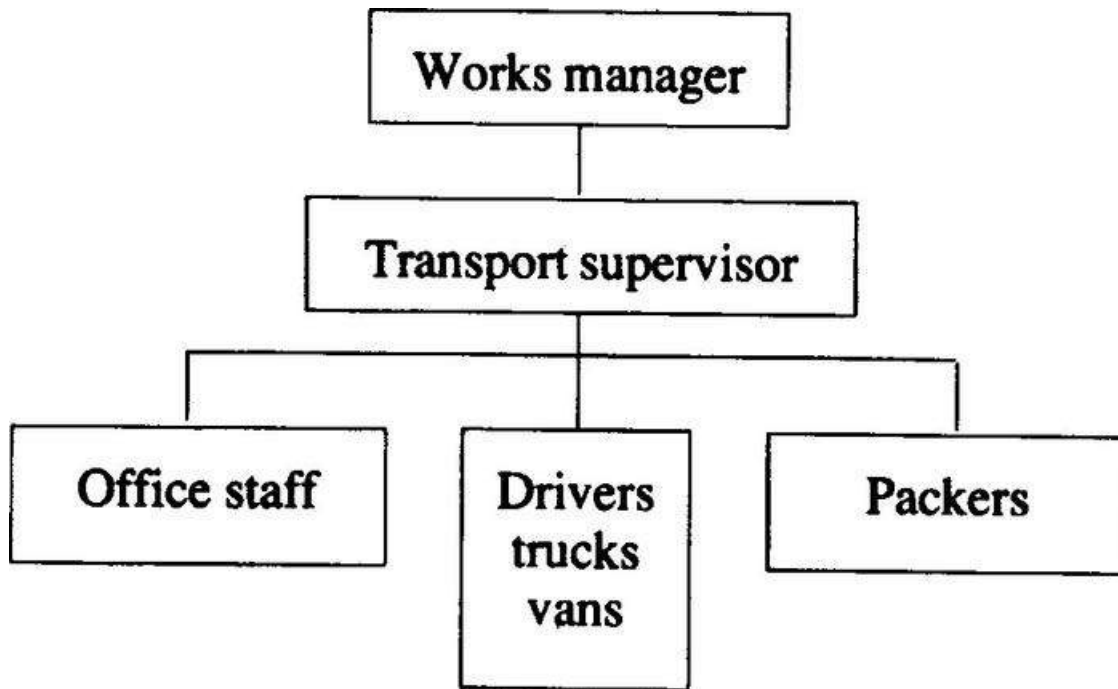 Works manager
Transport supervisor
Office staff
Drivers
trucks
vans
Packers